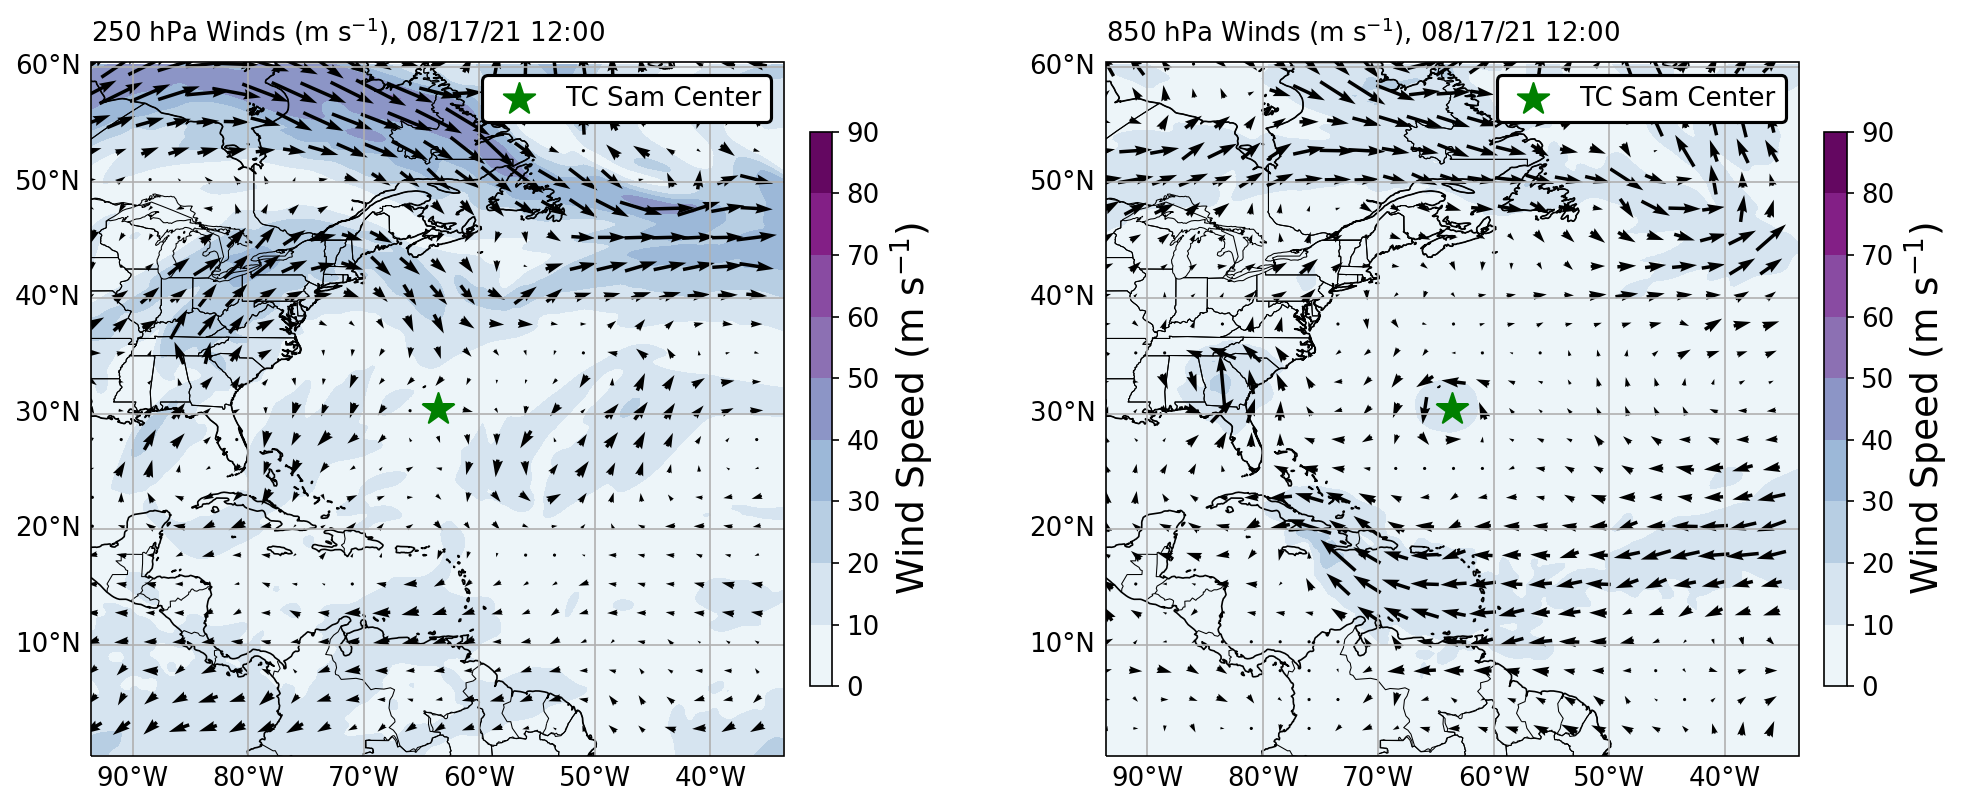 250 hPa Winds (m s⁻¹), 08/17/21 12:00
TC Sam Center
60°N
50°N
40°N
30°N
20°N
10°N
90°W 80°W 70°W 60°W 50°W 40°W
90
80
70
60
50
40
30
20
10
0
Wind Speed (m s⁻¹)
850 hPa Winds (m s⁻¹), 08/17/21 12:00
TC Sam Center
60°N
50°N
40°N
30°N
20°N
10°N
90°W 80°W 70°W 60°W 50°W 40°W
90
80
70
60
50
40
30
20
10
0
Wind Speed (m s⁻¹)